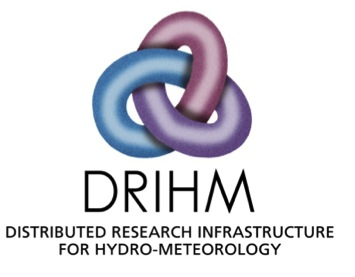 DRIHM
DISTRIBUTED RESEARCH INFRASTRUCTURE
FOR HYDRO-METEOROLOGY